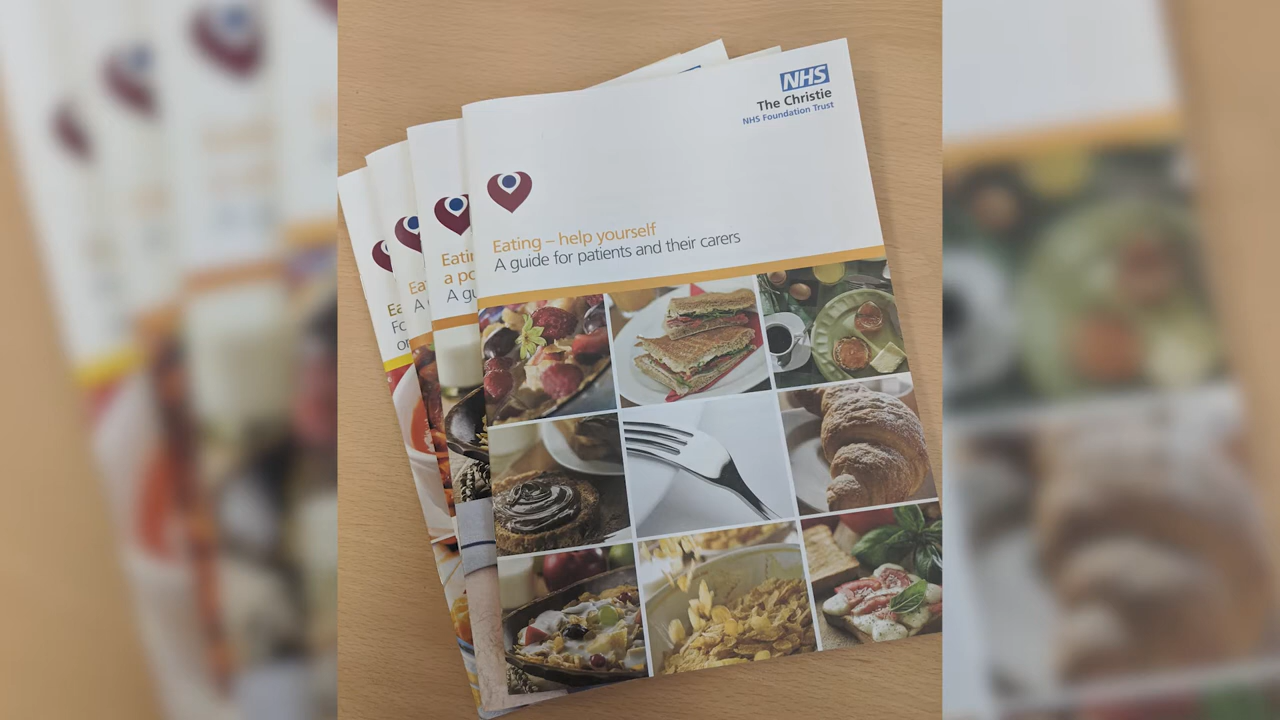 NHS
The Christie
NHS Foundation Trust
Eating – help yourself
A guide for patients and their carers
a
A
A